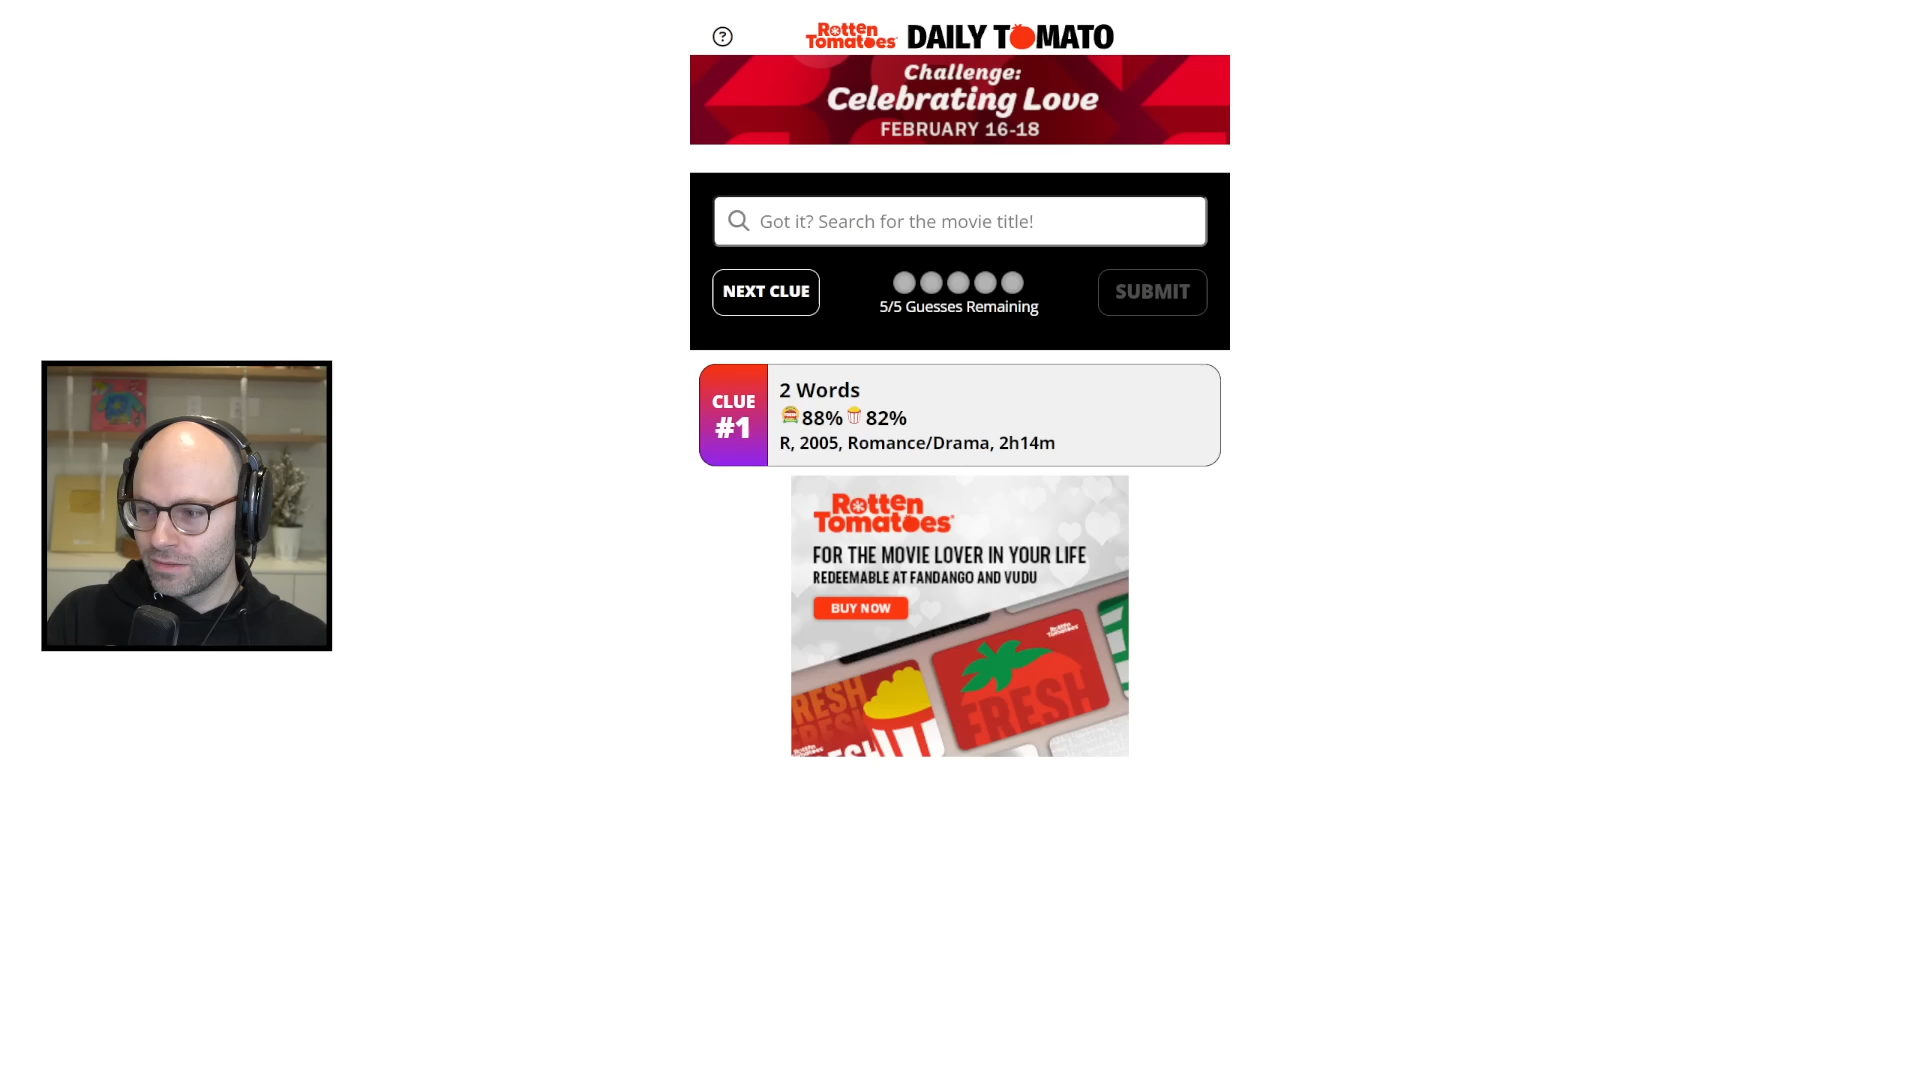 ?
Rotten Tomatoes DAILY TOMATO
Challenge:
Celebrating Love
FEBRUARY 16-18
Got it? Search for the movie title!
NEXT CLUE
5/5 Guesses Remaining
SUBMIT
CLUE
#1
2 Words
88% 82%
R, 2005, Romance/Drama, 2h14m
Rotten
Tomatoes
FOR THE MOVIE LOVER IN YOUR LIFE
REDEEMABLE AT FANDANGO AND VUDU
BUY NOW
Rotten
Tomatoes
FRESH